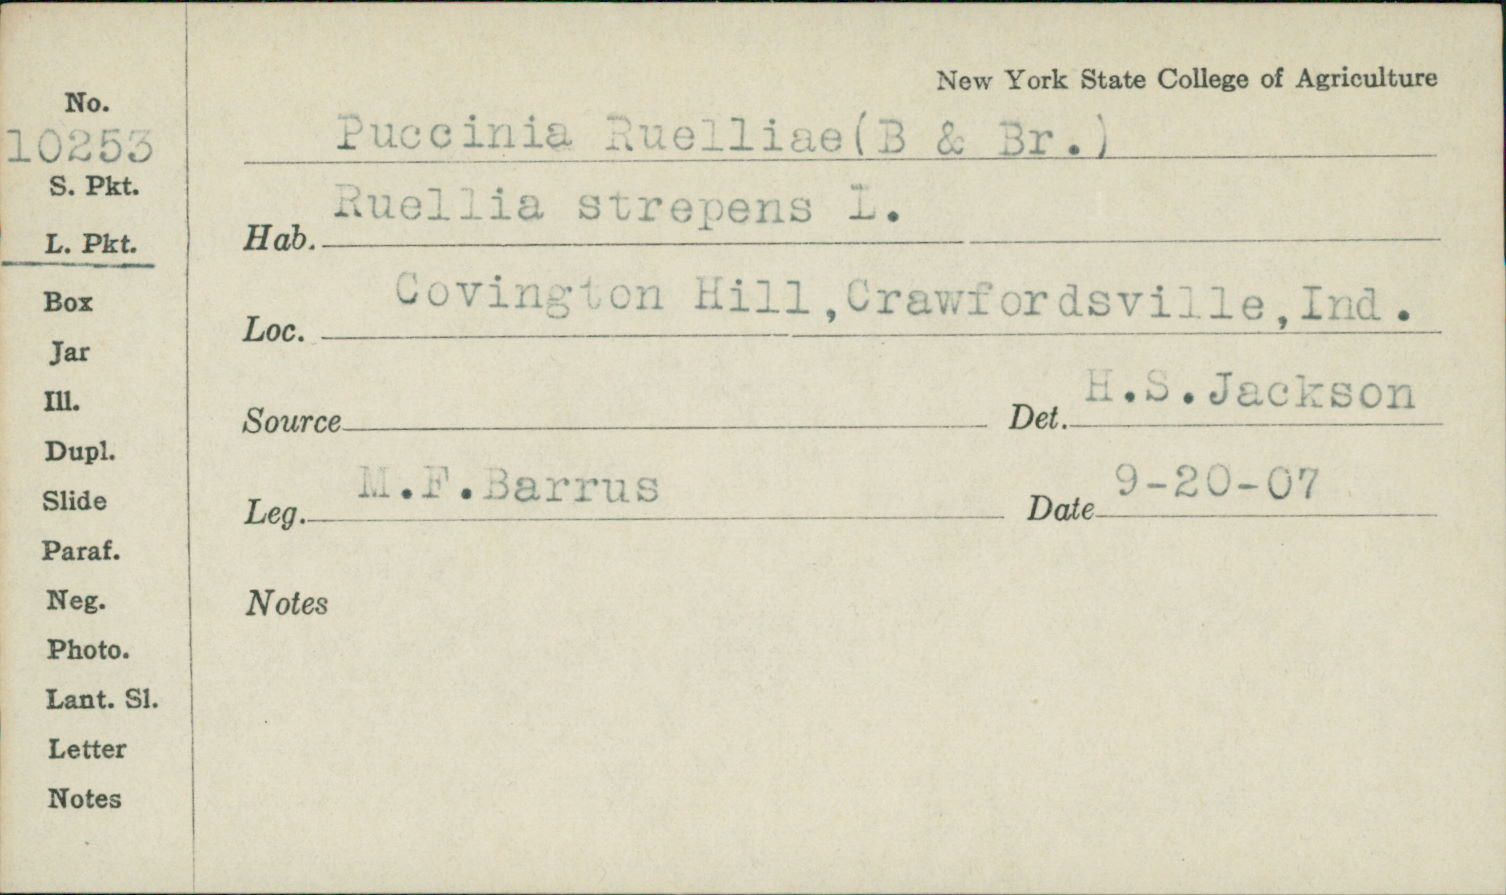 New York State College of Agriculture
No.
10253
S. Pkt.
L. Pkt.
Box
Jar
Ill.
Dupl.
Slide
Paraf.
Neg.
Photo.
Lant. Sl.
Letter
Notes
Puccinia Ruelliae(B & Br.)
Hab. Ruellia strepens L.
Loc. Covington Hill,Crawfordsville,Ind.
Source Det. H.S.Jackson
Leg. M.F.Barrus Date 9-20-07
Notes